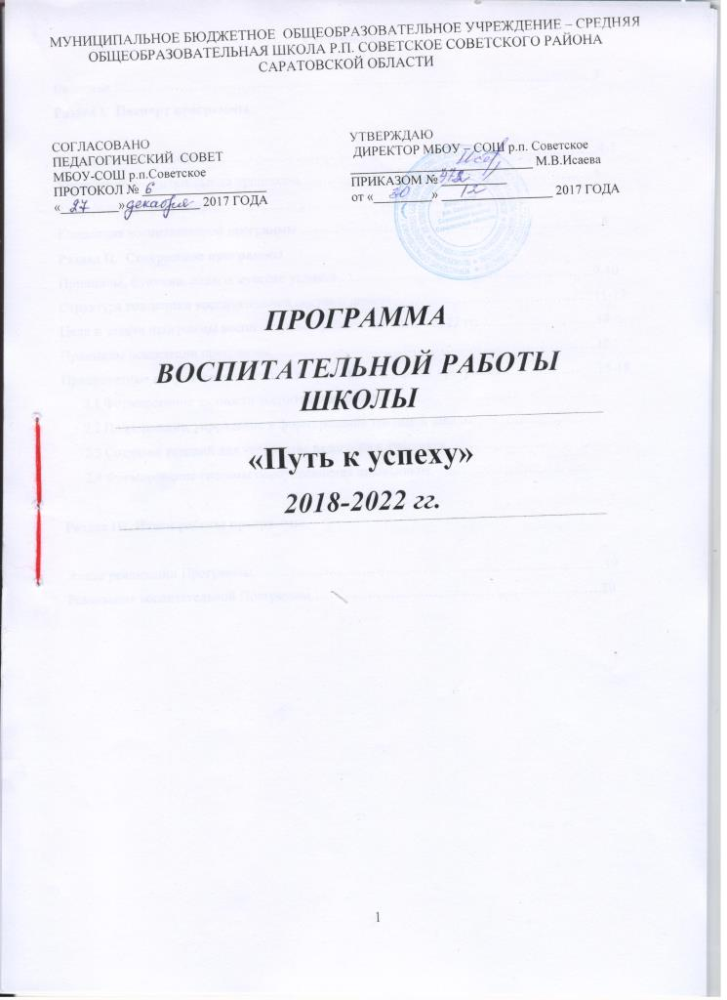 МУНИЦИПАЛЬНОЕ БЮДЖЕТНОЕ ОБЩЕОБРАЗОВАТЕЛЬНОЕ УЧРЕЖДЕНИЕ – СРЕДНЯЯ
ОБЩЕОБРАЗОВАТЕЛЬНАЯ ШКОЛА Р.П. СОВЕТСКОЕ СОВЕТСКОГО РАЙОНА
САРАТОВСКОЙ ОБЛАСТИ
СОГЛАСОВАНО
ПЕДАГОГИЧЕСКИЙ СОВЕТ
МБОУ-СОШ р.п.Советское
ПРОТОКОЛ № 6
« 27 » декабря 2017 ГОДА
УТВЕРЖДАЮ
ДИРЕКТОР МБОУ – СОШ р.п. Советское
М.В.Исаева
ПРИКАЗОМ №
от « 30 » 12 2017 ГОДА
ПРОГРАММА
ВОСПИТАТЕЛЬНОЙ РАБОТЫ
ШКОЛЫ
«Путь к успеху»
2018-2022 гг.
1